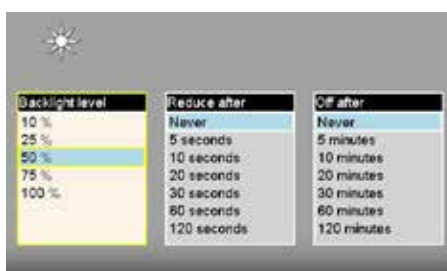 Backlight level
10 %
25 %
50 %
75 %
100 %
Reduce after
Never
5 seconds
10 seconds
20 seconds
30 seconds
60 seconds
120 seconds
Off after
Never
5 minutes
10 minutes
20 minutes
30 minutes
60 minutes
120 minutes